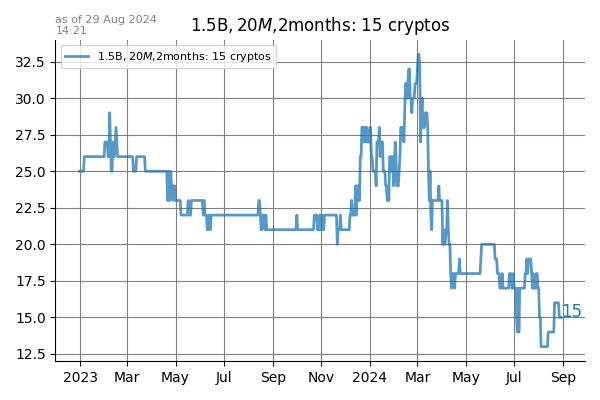 as of 29 Aug 2024
14:21
1.5B, 20M,2months: 15 cryptos
1.5B, 20M,2months: 15 cryptos
32.5
30.0
27.5
25.0
22.5
20.0
17.5
15.0
12.5
15
2023 Mar May Jul Sep Nov 2024 Mar May Jul Sep